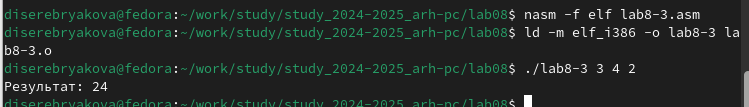 diserebryakova@fedora:~/work/study/study_2024-2025_arh-pc/lab08$ nasm -f elf lab8-3.asm
diserebryakova@fedora:~/work/study/study_2024-2025_arh-pc/lab08$ ld -m elf_i386 -o lab8-3 la
b8-3.o
diserebryakova@fedora:~/work/study/study_2024-2025_arh-pc/lab08$ ./lab8-3 3 4 2
Результат: 24
diserebryakova@fedora:~/work/study/study_2024-2025_arh-pc/lab08$